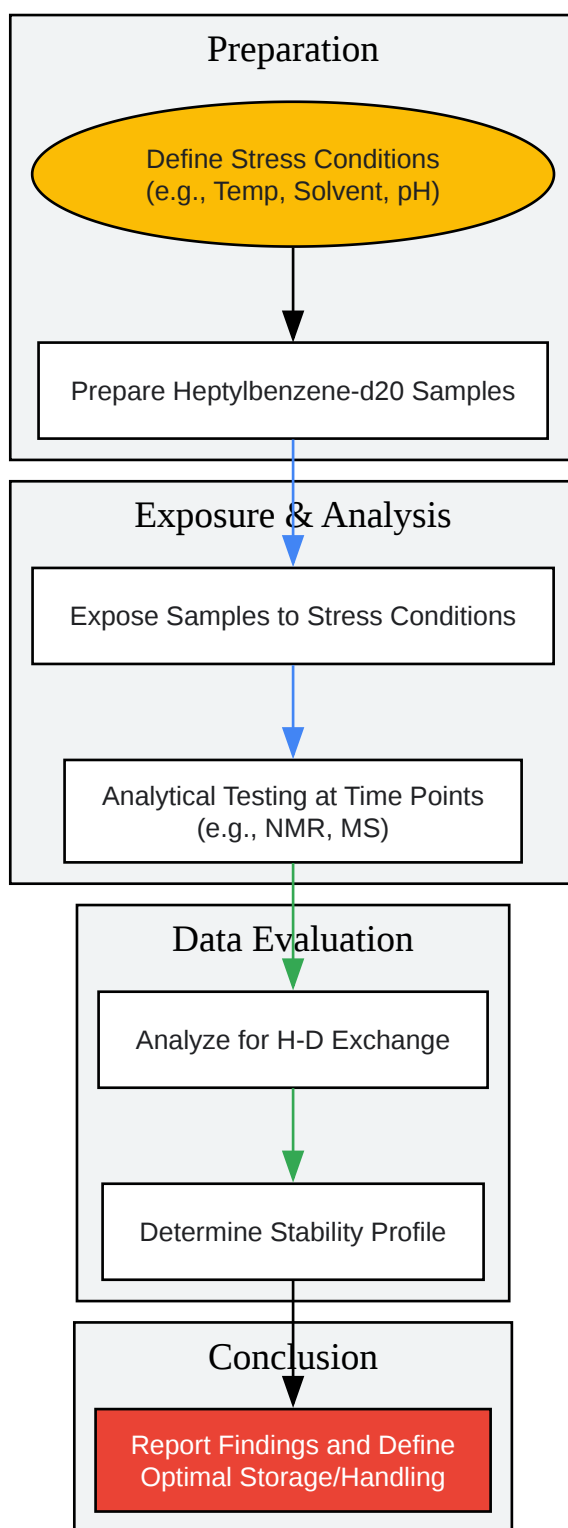 Preparation
Define Stress Conditions
(e.g., Temp, Solvent, pH)
Prepare Heptylbenzene-d20 Samples
Exposure & Analysis
Expose Samples to Stress Conditions
Analytical Testing at Time Points
(e.g., NMR, MS)
Data Evaluation
Analyze for H-D Exchange
Determine Stability Profile
Conclusion
Report Findings and Define
Optimal Storage/Handling